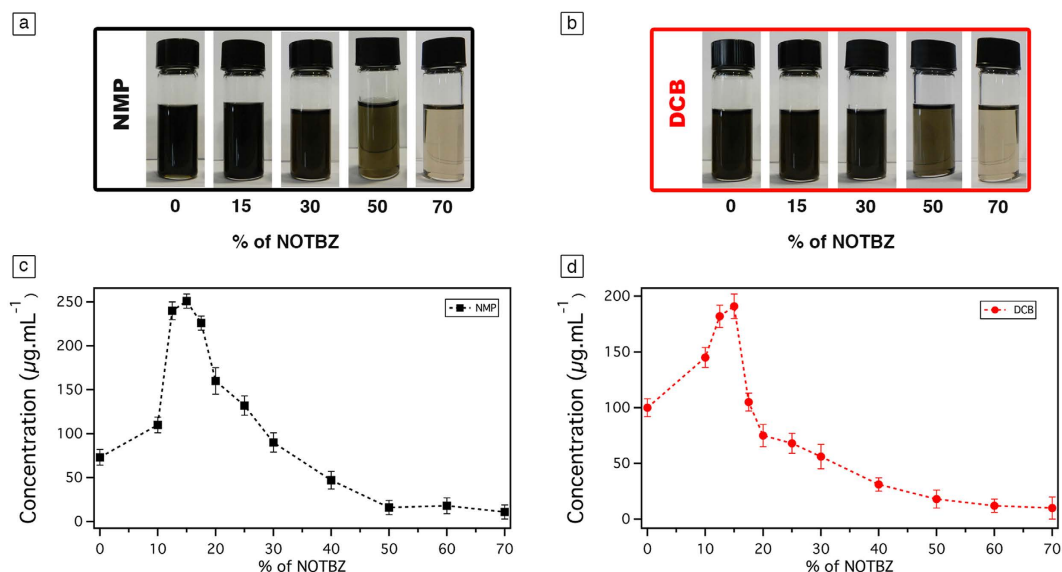 a
NMP
0 15 30 50 70
% of NOTBZ
b
DCB
0 15 30 50 70
% of NOTBZ
c
Concentration (µg.mL⁻¹)
250
200
150
100
50
0
NMP
0 10 20 30 40 50 60 70
% of NOTBZ
d
Concentration (µg.mL⁻¹)
200
150
100
50
0
DCB
0 10 20 30 40 50 60 70
% of NOTBZ